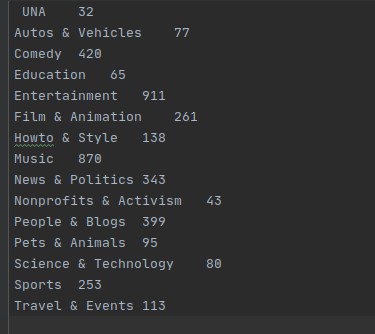 UNA 32
Autos & Vehicles 77
Comedy 420
Education 65
Entertainment 911
Film & Animation 261
Howto & Style 138
Music 870
News & Politics 343
Nonprofits & Activism 43
People & Blogs 399
Pets & Animals 95
Science & Technology 80
Sports 253
Travel & Events 113